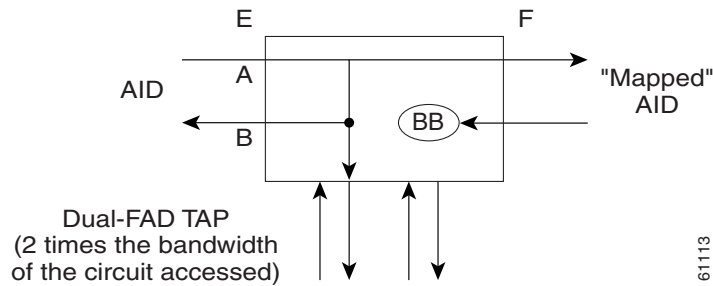 E
F
A
AID
"Mapped"
AID
B
BB
Dual-FAD TAP
(2 times the bandwidth
of the circuit accessed)
61113